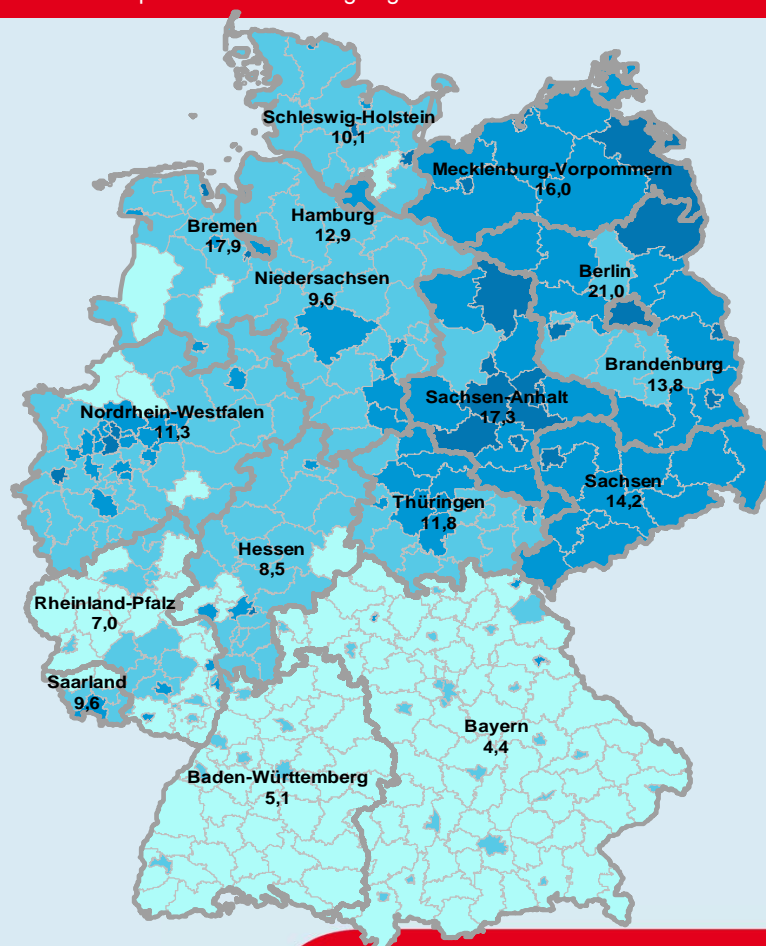 Schleswig-Holstein
10,1
Mecklenburg-Vorpommern
16,0
Hamburg
12,9
Bremen
17,9
Niedersachsen
9,6
Berlin
21,0
Brandenburg
13,8
Sachsen-Anhalt
17,3
Nordrhein-Westfalen
11,3
Sachsen
14,2
Thüringen
11,8
Hessen
8,5
Rheinland-Pfalz
7,0
Saarland
9,6
Bayern
4,4
Baden-Württemberg
5,1